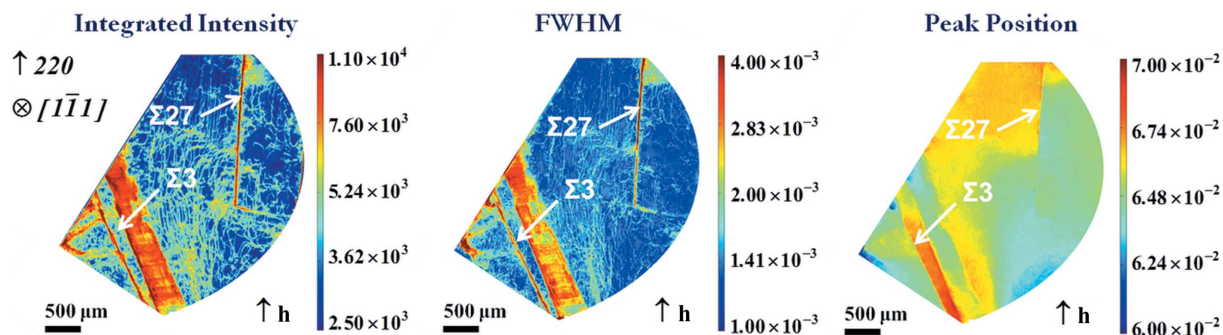 Integrated Intensity
↑ 220
⊗ [11̅1]
Σ27
Σ3
500 µm
↑ h
1.10 × 10⁴
7.60 × 10³
5.24 × 10³
3.62 × 10³
2.50 × 10³
FWHM
Σ27
Σ3
500 µm
↑ h
4.00 × 10⁻³
2.83 × 10⁻³
2.00 × 10⁻³
1.41 × 10⁻³
1.00 × 10⁻³
Peak Position
Σ27
Σ3
500 µm
↑ h
7.00 × 10⁻²
6.74 × 10⁻²
6.48 × 10⁻²
6.24 × 10⁻²
6.00 × 10⁻²